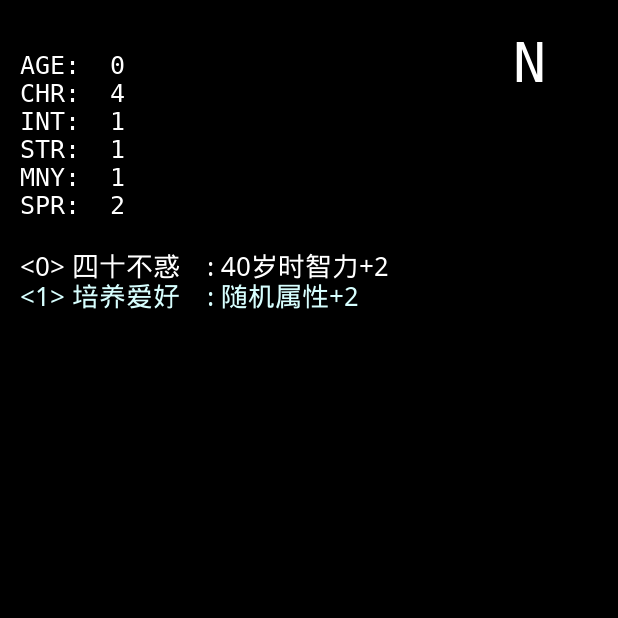 N
AGE: 0
CHR: 4
INT: 1
STR: 1
MNY: 1
SPR: 2
<0> 四十不惑 : 40岁时智力+2
<1> 培养爱好 : 随机属性+2